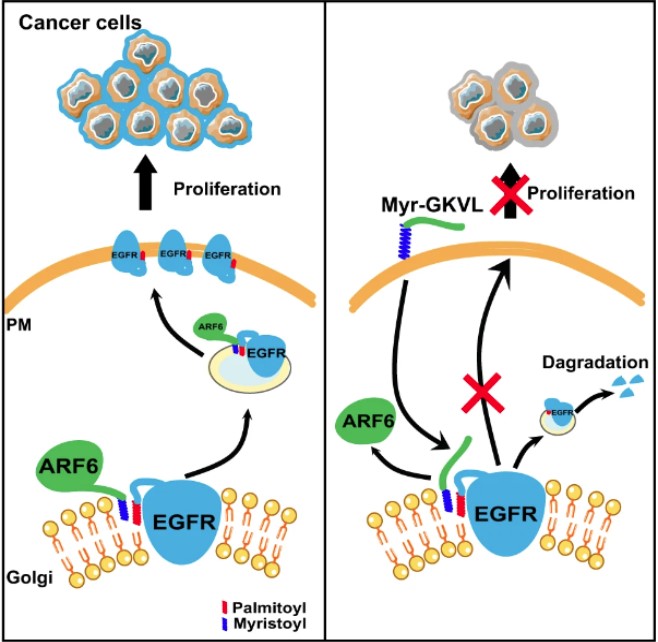 Cancer cells
Proliferation
EGFR EGFR EGFR
PM
ARF6
EGFR
ARF6
EGFR
Golgi
Palmitoyl
Myristoyl
Proliferation
Myr-GKVL
Dagradation
EGFR
ARF6
EGFR